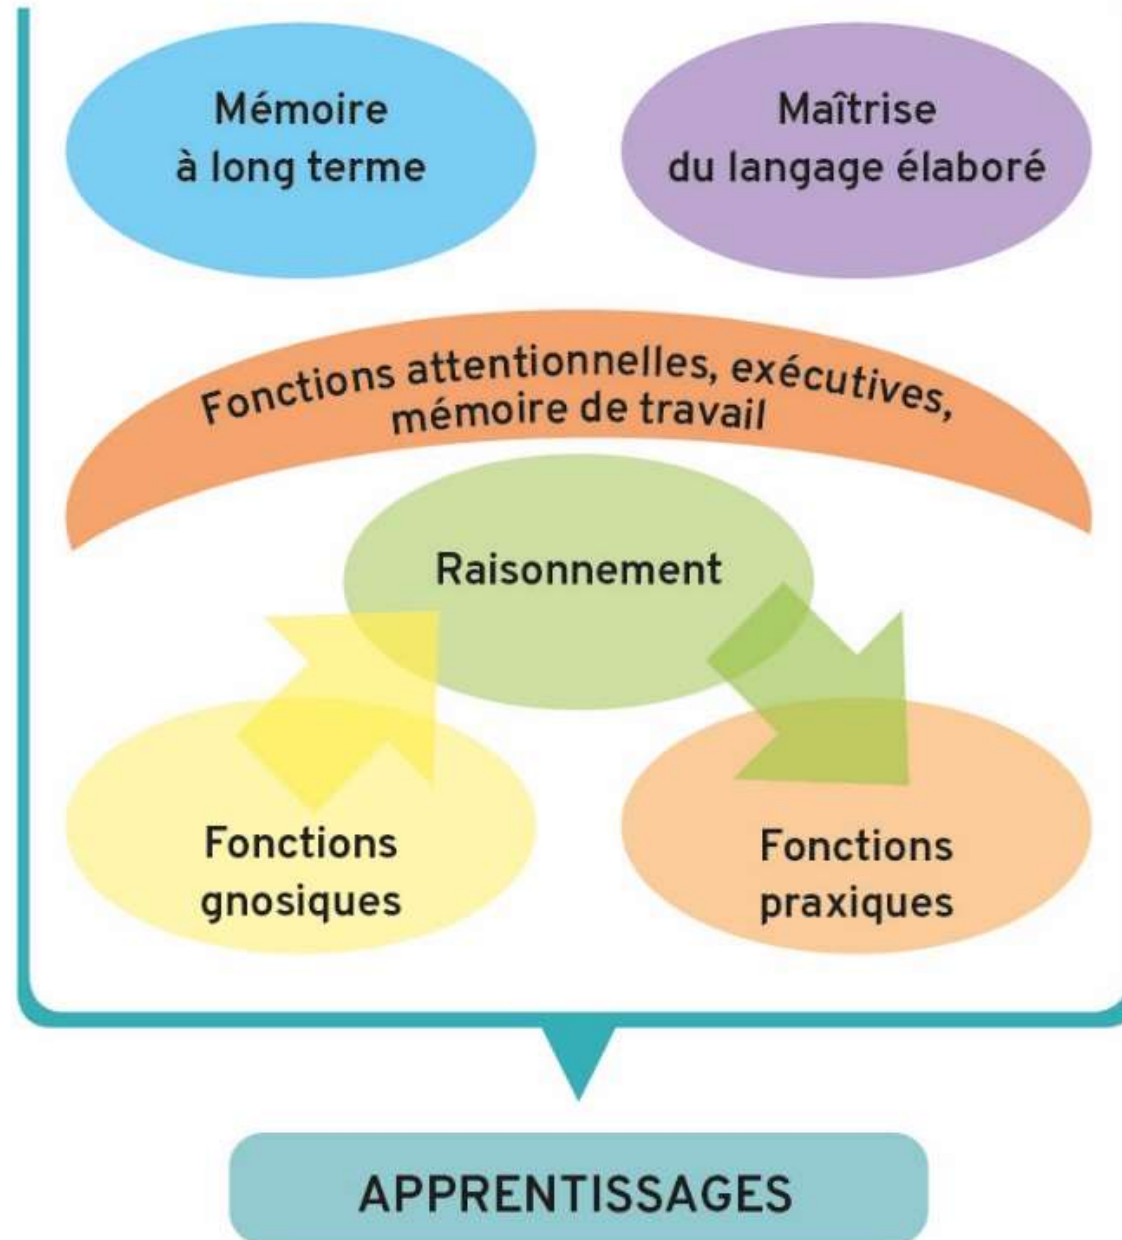 Mémoire
à long terme
Maîtrise
du langage élaboré
Fonctions attentionnelles, exécutives,
mémoire de travail
Raisonnement
Fonctions
gnosiques
Fonctions
praxiques
APPRENTISSAGES